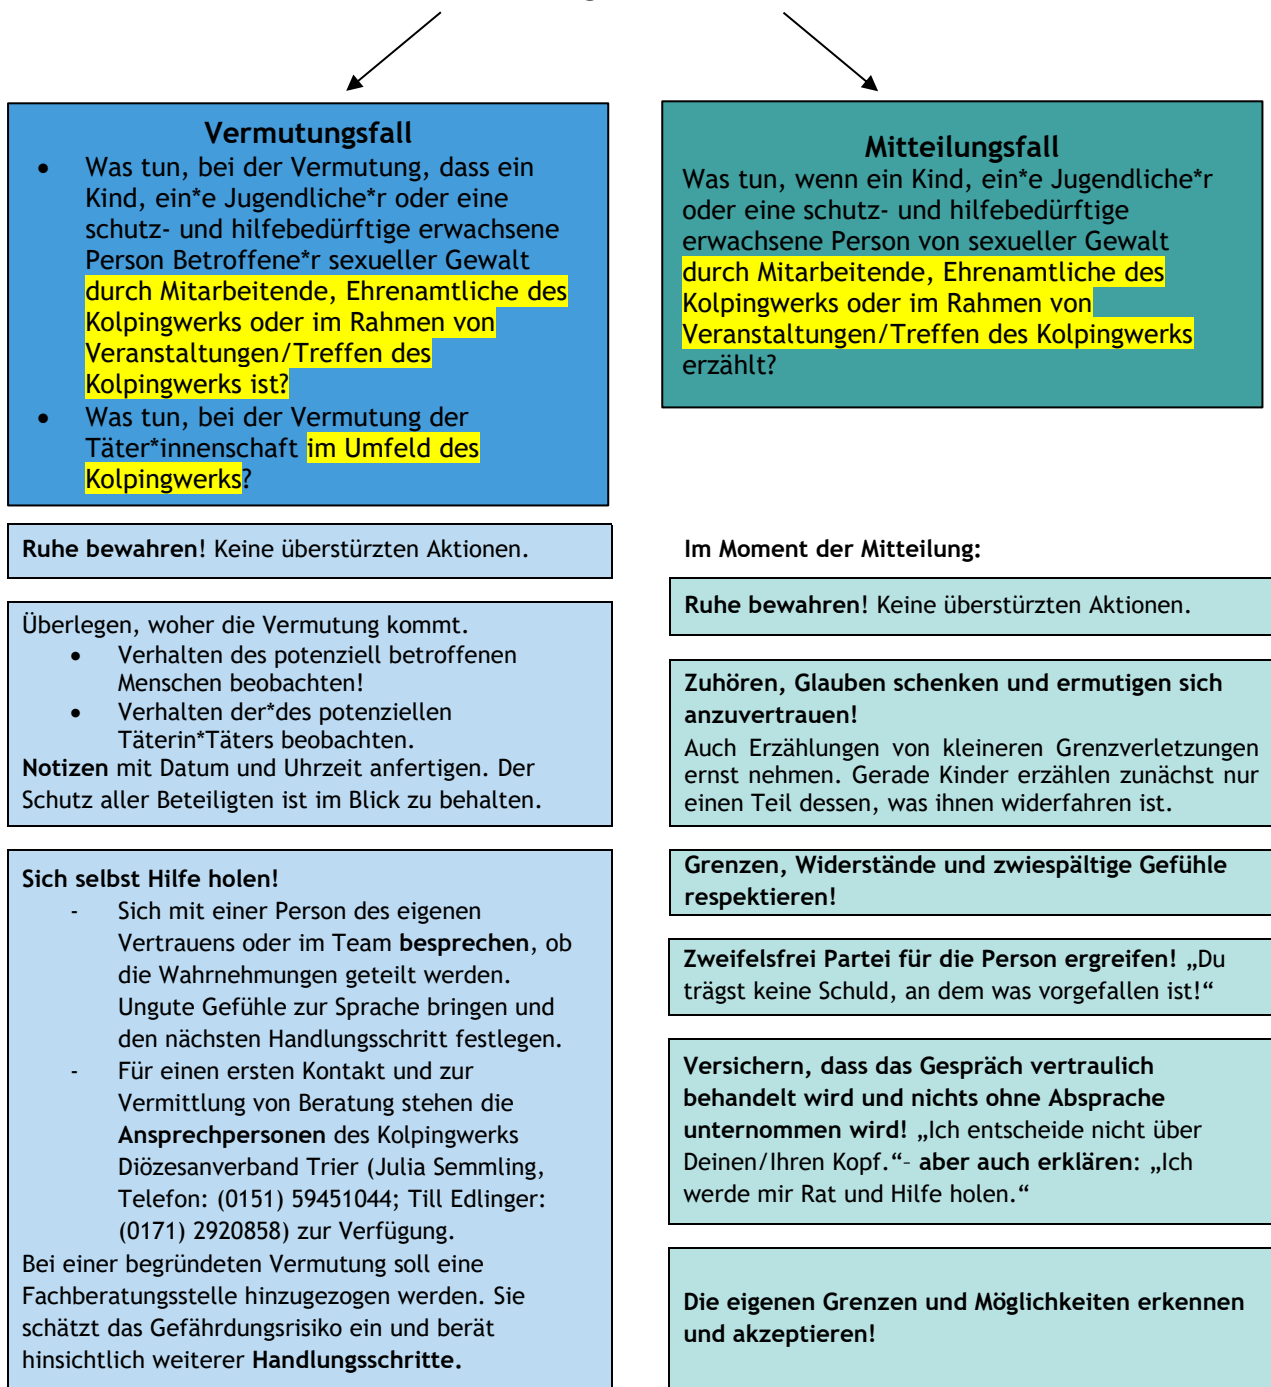 Vermutungsfall
• Was tun, bei der Vermutung, dass ein
Kind, ein*e Jugendliche*r oder eine
schutz- und hilfebedürftige erwachsene
Person Betroffene*r sexueller Gewalt
durch Mitarbeitende, Ehrenamtliche des
Kolpingwerks oder im Rahmen von
Veranstaltungen/Treffen des
Kolpingwerks ist?
• Was tun, bei der Vermutung der
Täter*innenschaft im Umfeld des
Kolpingwerks?
Ruhe bewahren! Keine überstürzten Aktionen.
Überlegen, woher die Vermutung kommt.
• Verhalten des potenziell betroffenen
Menschen beobachten!
• Verhalten der*des potenziellen
Täterin*Täters beobachten.
Notizen mit Datum und Uhrzeit anfertigen. Der
Schutz aller Beteiligten ist im Blick zu behalten.
Sich selbst Hilfe holen!
- Sich mit einer Person des eigenen
Vertrauens oder im Team besprechen, ob
die Wahrnehmungen geteilt werden.
Ungute Gefühle zur Sprache bringen und
den nächsten Handlungsschritt festlegen.
- Für einen ersten Kontakt und zur
Vermittlung von Beratung stehen die
Ansprechpersonen des Kolpingwerks
Diözesanverband Trier (Julia Semmling,
Telefon: (0151) 59451044; Till Edlinger:
(0171) 2920858) zur Verfügung.
Bei einer begründeten Vermutung soll eine
Fachberatungsstelle hinzugezogen werden. Sie
schätzt das Gefährdungsrisiko ein und berät
hinsichtlich weiterer Handlungsschritte.
Mitteilungsfall
Was tun, wenn ein Kind, ein*e Jugendliche*r
oder eine schutz- und hilfebedürftige
erwachsene Person von sexueller Gewalt
durch Mitarbeitende, Ehrenamtliche des
Kolpingwerks oder im Rahmen von
Veranstaltungen/Treffen des Kolpingwerks
erzählt?
Im Moment der Mitteilung:
Ruhe bewahren! Keine überstürzten Aktionen.
Zuhören, Glauben schenken und ermutigen sich
anzuvertrauen!
Auch Erzählungen von kleineren Grenzverletzungen
ernst nehmen. Gerade Kinder erzählen zunächst nur
einen Teil dessen, was ihnen widerfahren ist.
Grenzen, Widerstände und zwiespältige Gefühle
respektieren!
Zweifelsfrei Partei für die Person ergreifen! „Du
trägst keine Schuld, an dem was vorgefallen ist!“
Versichern, dass das Gespräch vertraulich
behandelt wird und nichts ohne Absprache
unternommen wird! „Ich entscheide nicht über
Deinen/Ihren Kopf.“– aber auch erklären: „Ich
werde mir Rat und Hilfe holen.“
Die eigenen Grenzen und Möglichkeiten erkennen
und akzeptieren!